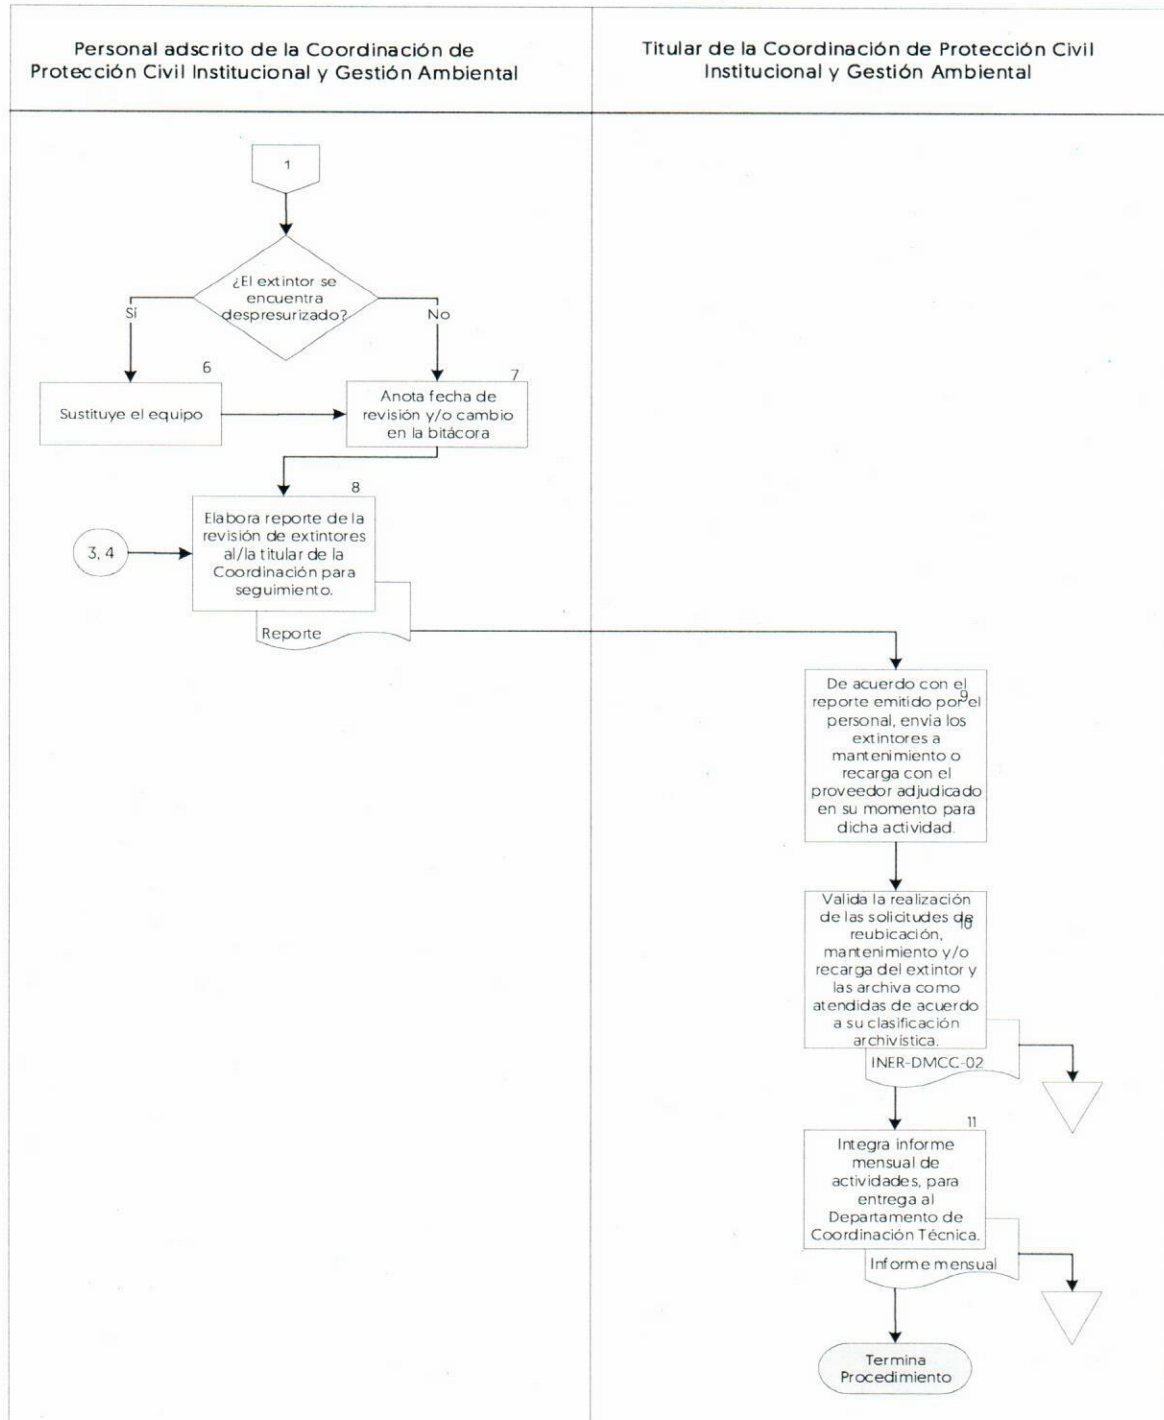 Personal adscrito de la Coordinación de
Protección Civil Institucional y Gestión Ambiental
Titular de la Coordinación de Protección Civil
Institucional y Gestión Ambiental
1
¿El extintor se
encuentra
despresurizado?
Sí
No
6
Sustituye el equipo
7
Anota fecha de
revisión y/o cambio
en la bitácora
8
Elabora reporte de la
revisión de extintores
al/la titular de la
Coordinación para
seguimiento.
3, 4
Reporte
9
De acuerdo con el
reporte emitido por el
personal, envía los
extintores a
mantenimiento o
recarga con el
proveedor adjudicado
en su momento para
dicha actividad.
10
Valida la realización
de las solicitudes de
reubicación,
mantenimiento y/o
recarga del extintor y
las archiva como
atendidas de acuerdo
a su clasificación
archivística.
INER-DMCC-02
11
Integra informe
mensual de
actividades, para
entrega al
Departamento de
Coordinación Técnica.
Informe mensual
Termina
Procedimiento